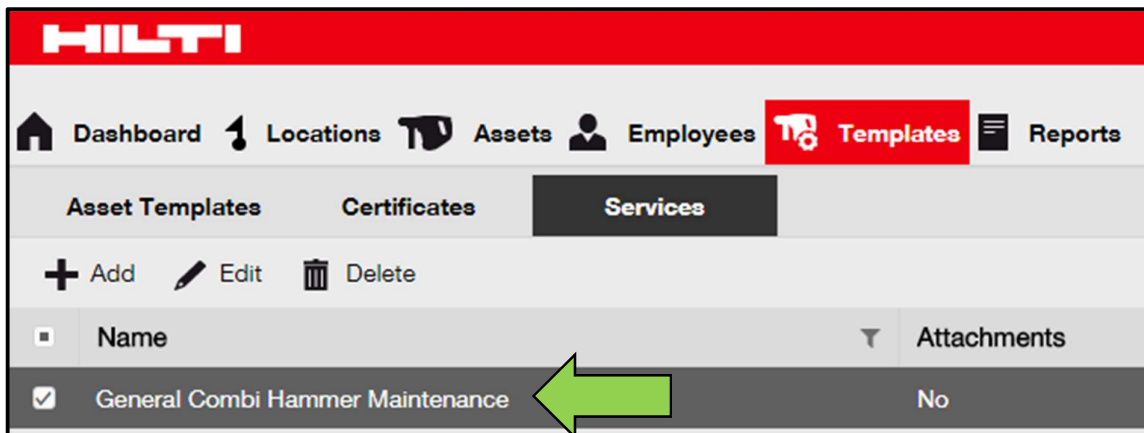 HILTI
Dashboard Locations Assets Employees Templates Reports
Asset Templates Certificates Services
Add Edit Delete
Name Attachments
General Combi Hammer Maintenance No